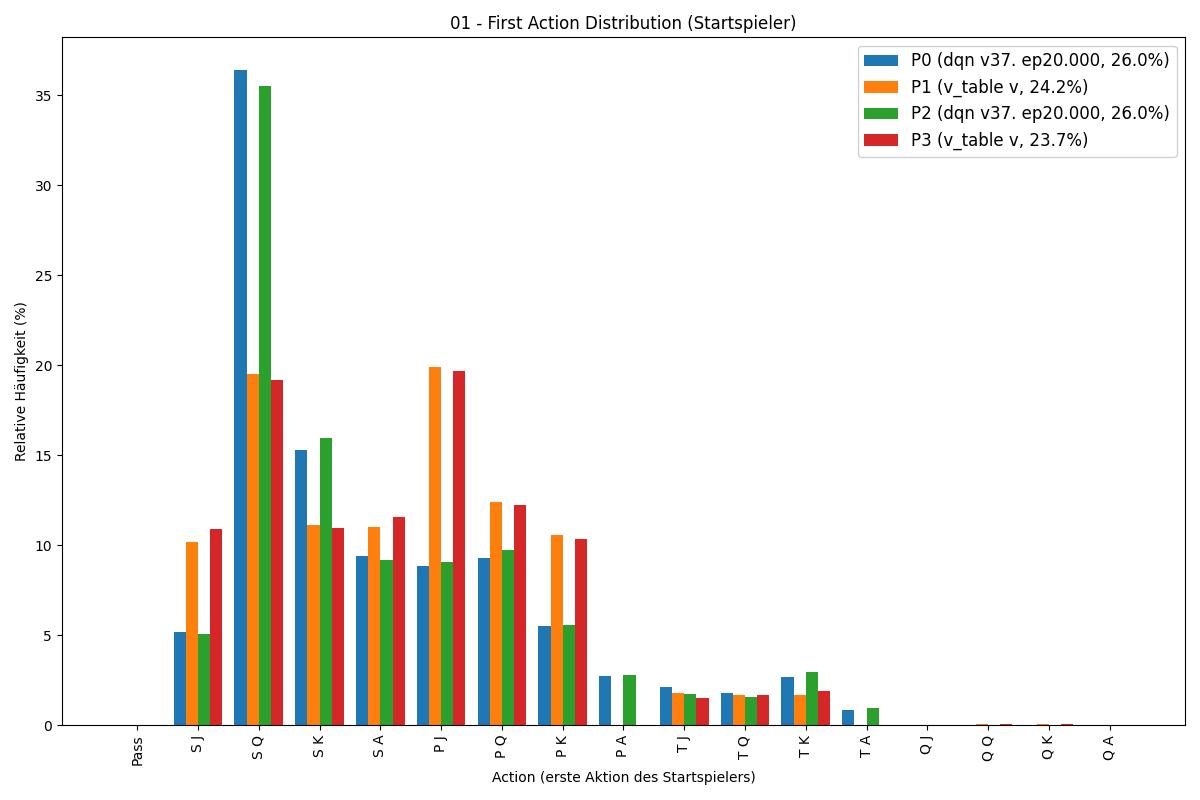 01 - First Action Distribution (Startspieler)
P0 (dqn v37. ep20.000, 26.0%)
P1 (v_table v, 24.2%)
P2 (dqn v37. ep20.000, 26.0%)
P3 (v_table v, 23.7%)
Relative Häufigkeit (%)
35
30
25
20
15
10
5
0
Pass
S J
S Q
S K
S A
P J
P Q
P K
P A
T J
T Q
T K
T A
Q J
Q Q
Q K
Q A
Action (erste Aktion des Startspielers)